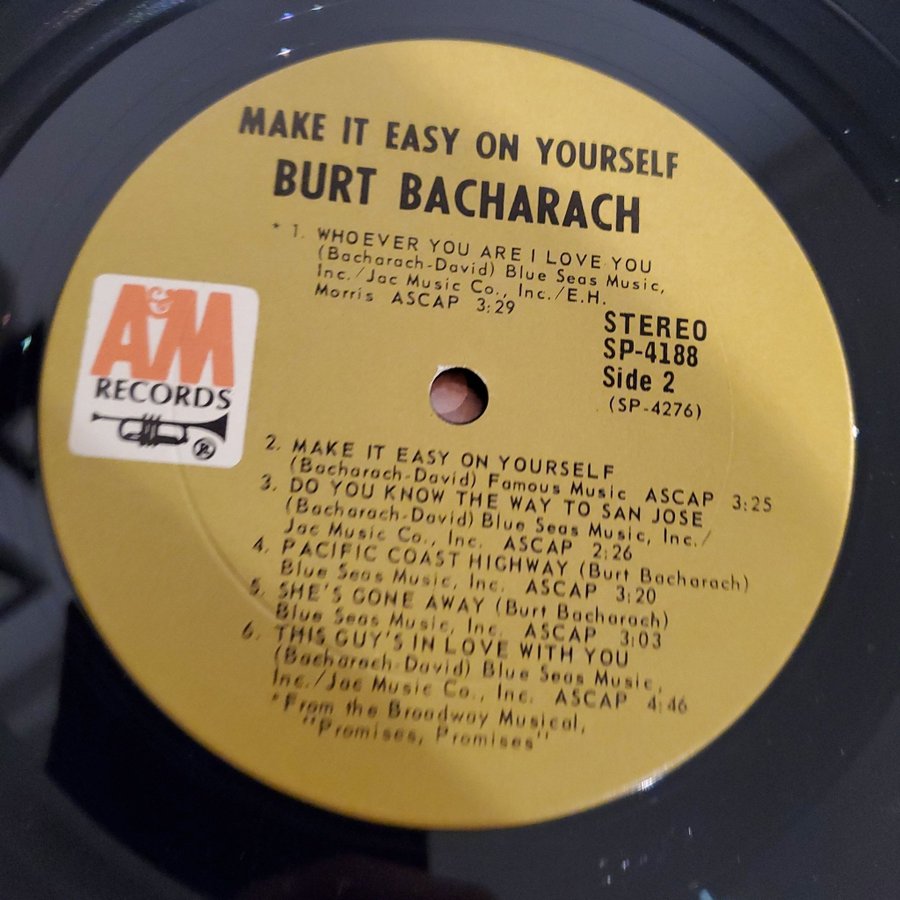 MAKE IT EASY ON YOURSELF
BURT BACHARACH
* 1. WHOEVER YOU ARE I LOVE YOU
(Bacharach-David) Blue Seas Music,
Inc./Jac Music Co., Inc./E.H.
Morris ASCAP 3:29
STEREO
SP-4188
Side 2
(SP-4276)
A&M
RECORDS
®
2. MAKE IT EASY ON YOURSELF
(Bacharach-David) Famous Music ASCAP 3:25
3. DO YOU KNOW THE WAY TO SAN JOSE
(Bacharach-David) Blue Seas Music, Inc./
Jac Music Co., Inc. ASCAP 2:26
4. PACIFIC COAST HIGHWAY (Burt Bacharach)
Blue Seas Music, Inc. ASCAP 3:20
5. SHE'S GONE AWAY (Burt Bacharach)
Blue Seas Music, Inc. ASCAP 3:03
6. THIS GUY'S IN LOVE WITH YOU
(Bacharach-David) Blue Seas Music,
Inc./Jac Music Co., Inc. ASCAP 4:46
*From the Broadway Musical,
"Promises, Promises"